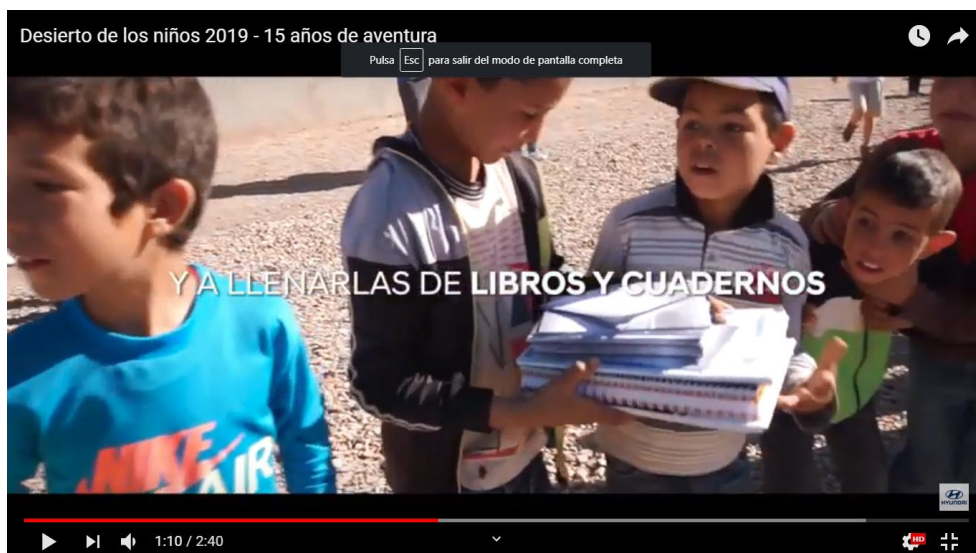 Desierto de los niños 2019 - 15 años de aventura
Pulsa Esc para salir del modo de pantalla completa
Y A LLENARLAS DE LIBROS Y CUADERNOS
NIKE
AIR
HYUNDAI
1:10 / 2:40
HD